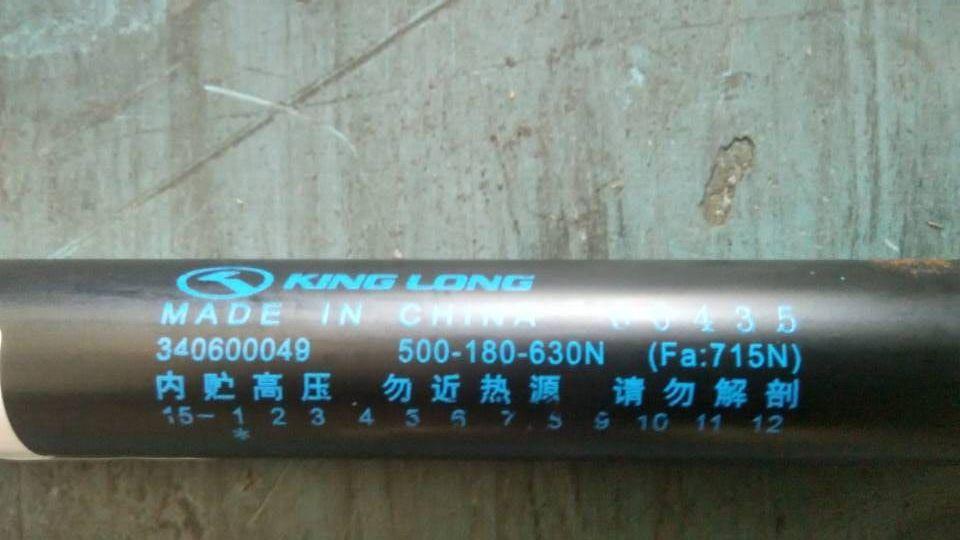 KING LONG
MADE IN CHINA 0435
340600049 500-180-630N (Fa:715N)
内贮高压 勿近热源 请勿解剖
15- 1 2 3 4 5 6 7 8 9 10 11 12
*